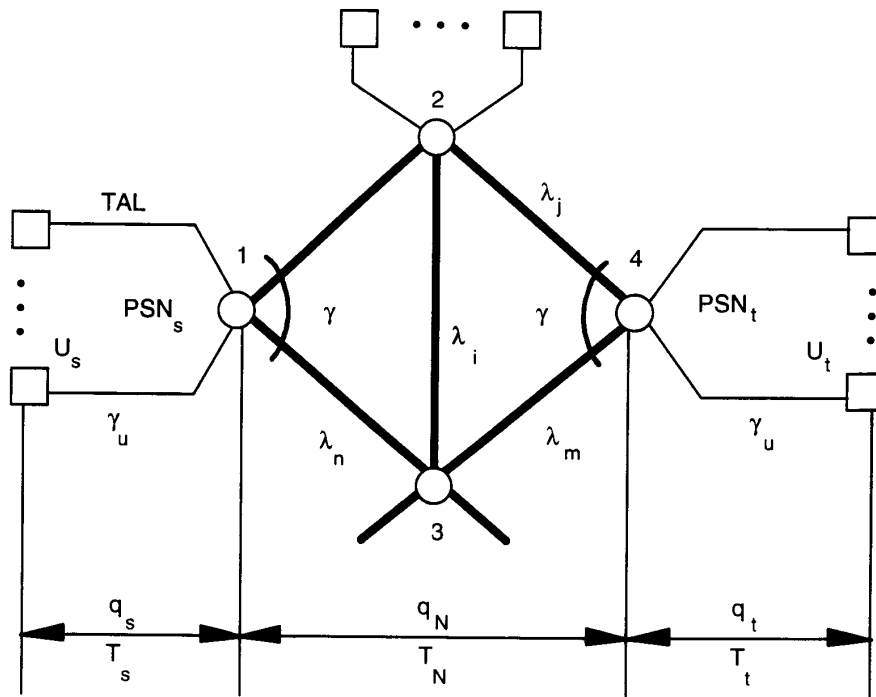 2
TAL
λ_j
1
4
PSN_s
γ
γ
PSN_t
λ_i
U_s
U_t
γ_u
λ_n
λ_m
γ_u
3
q_s
q_N
q_t
T_s
T_N
T_t